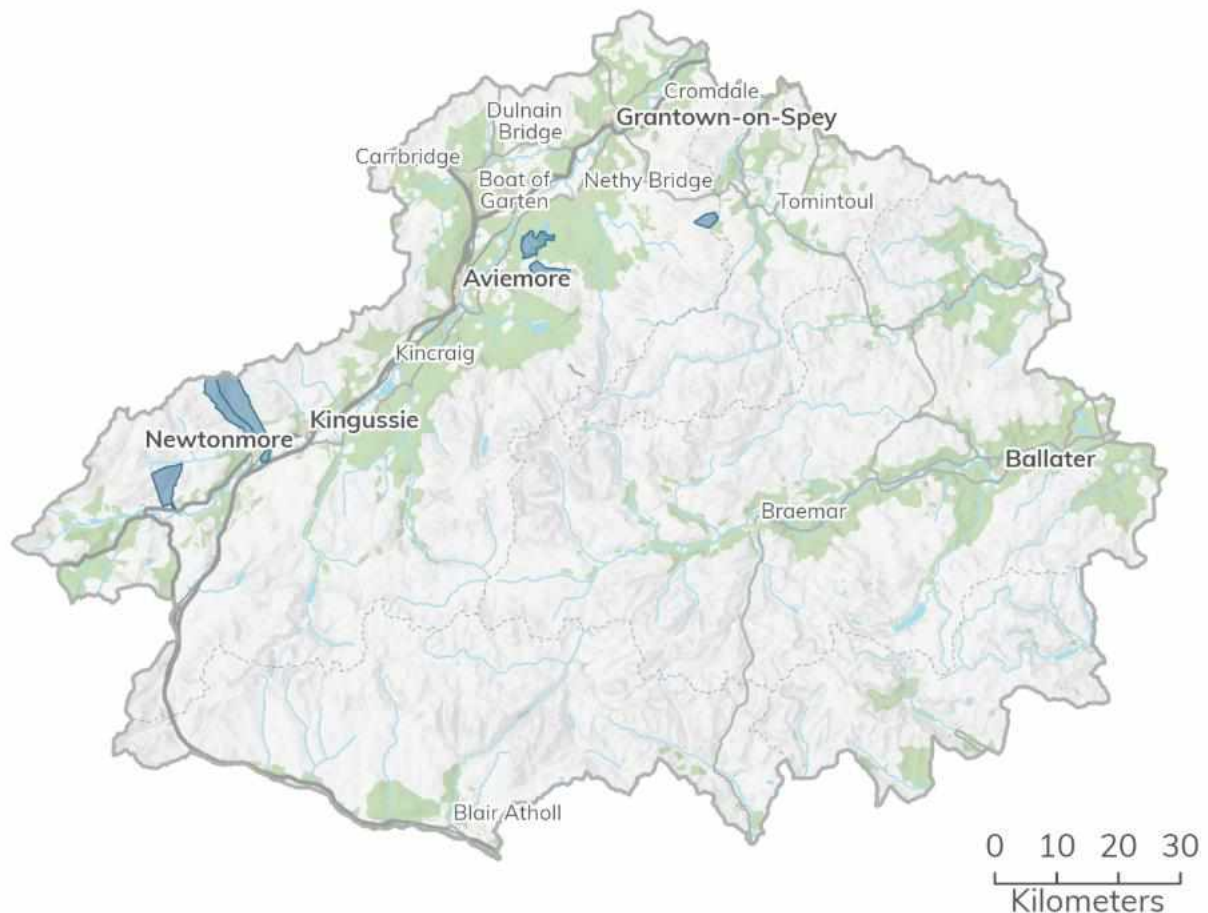 Cromdale
Grantown-on-Spey
Dulnain
Bridge
Carrbridge
Boat of
Garten
Nethy Bridge
Tomintoul
Aviemore
Kincraig
Kingussie
Newtonmore
Ballater
Braemar
Blair Atholl
0 10 20 30
Kilometers